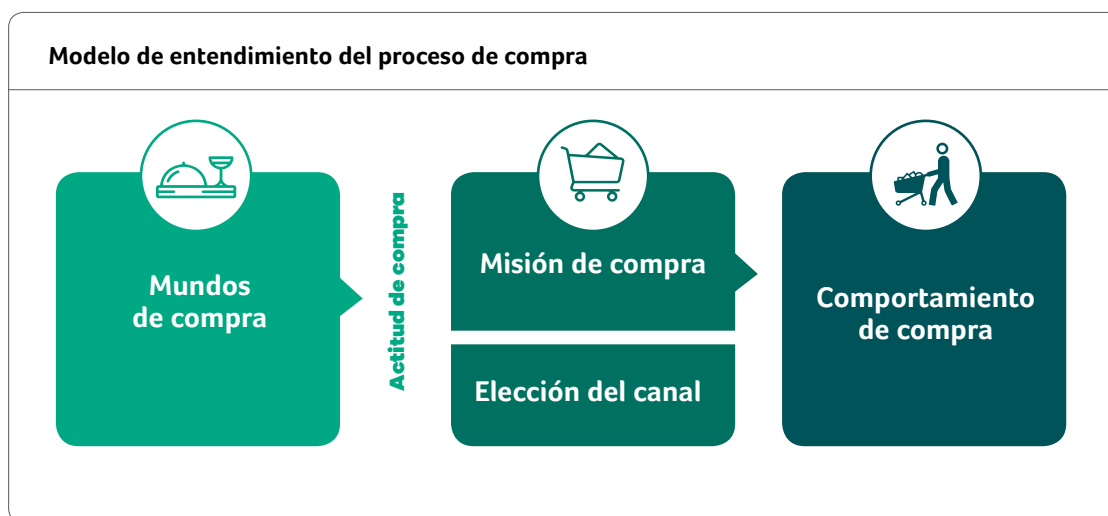 Modelo de entendimiento del proceso de compra
Mundos
de compra
Actitud de compra
Misión de compra
Elección del canal
Comportamiento
de compra